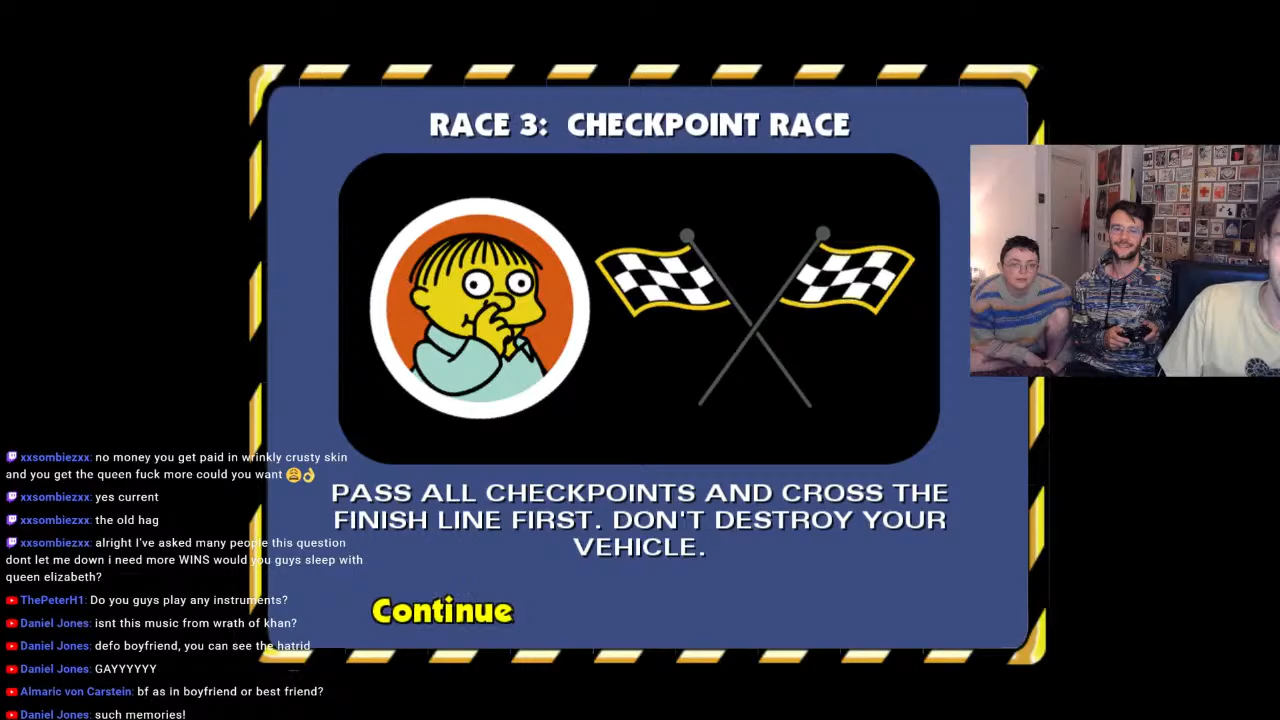 RACE 3: CHECKPOINT RACE
PASS ALL CHECKPOINTS AND CROSS THE
FINISH LINE FIRST. DON'T DESTROY YOUR
VEHICLE.
Continue
xxsombiezxx: no money you get paid in wrinkly crusty skin
and you get the queen fuck more could you want 😩👌
xxsombiezxx: yes current
xxsombiezxx: the old hag
xxsombiezxx: alright I've asked many people this question
dont let me down i need more WINS would you guys sleep with
queen elizabeth?
ThePeterH1: Do you guys play any instruments?
Daniel Jones: isnt this music from wrath of khan?
Daniel Jones: defo boyfriend, you can see the hatrid
Daniel Jones: GAYYYYYY
Almaric von Carstein: bf as in boyfriend or best friend?
Daniel Jones: such memories!